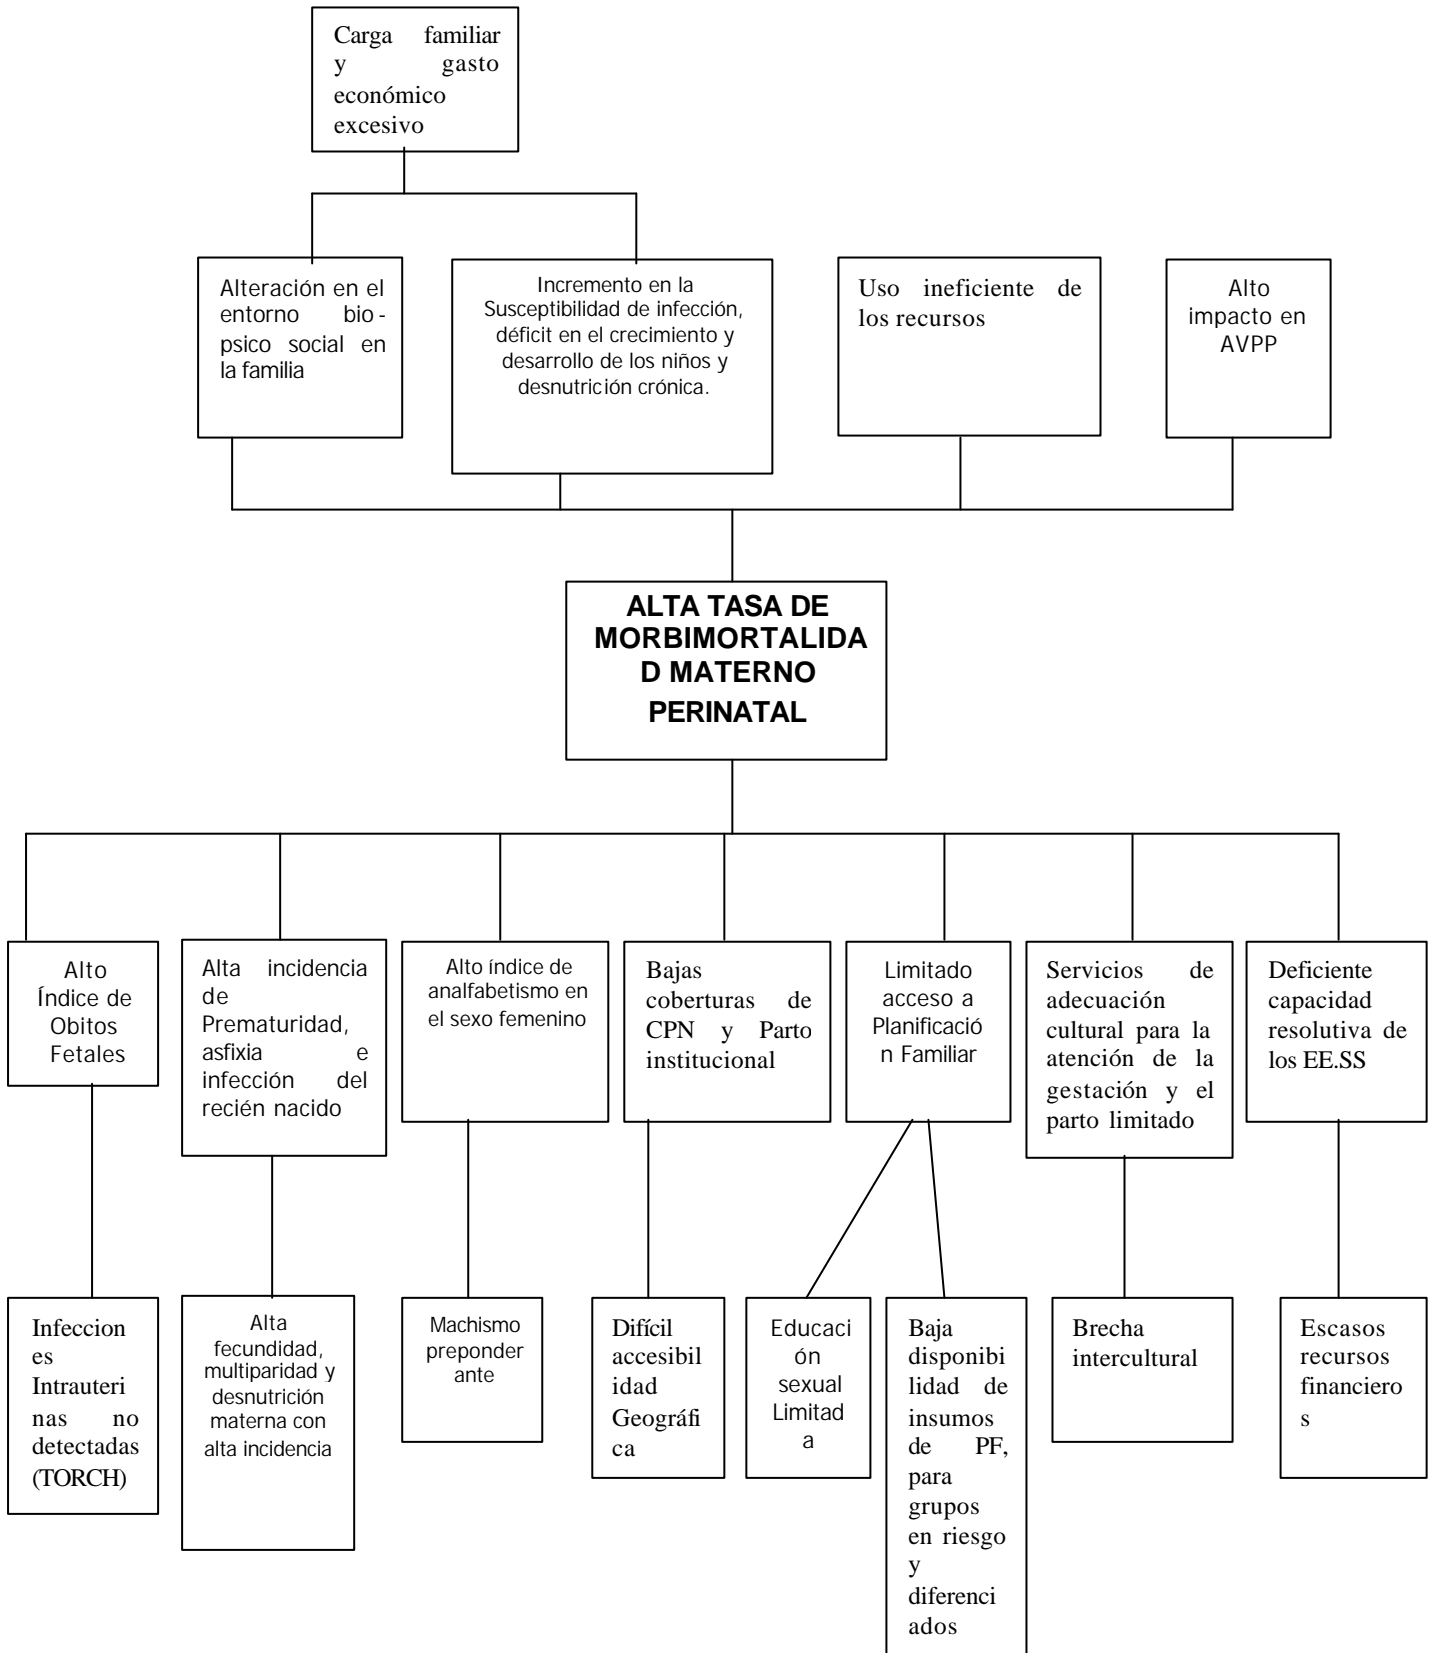 Carga familiar
y gasto
económico
excesivo
Alteración en el
entorno bio-
psico social en
la familia
Incremento en la
Susceptibilidad de infección,
déficit en el crecimiento y
desarrollo de los niños y
desnutrición crónica.
Uso ineficiente de
los recursos
Alto
impacto en
AVPP
ALTA TASA DE
MORBIMORTALIDA
D MATERNO
PERINATAL
Alto
Índice de
Obitos
Fetales
Alta incidencia
de
Prematuridad,
asfixia e
infección del
recién nacido
Alto índice de
analfabetismo en
el sexo femenino
Bajas
coberturas de
CPN y Parto
institucional
Limitado
acceso a
Planificació
n Familiar
Servicios de
adecuación
cultural para la
atención de la
gestación y el
parto limitado
Deficiente
capacidad
resolutiva de
los EE.SS
Infeccion
es
Intrauteri
nas no
detectadas
(TORCH)
Alta
fecundidad,
multiparidad y
desnutrición
materna con
alta incidencia
Machismo
preponder
ante
Difícil
accesibil
idad
Geográfi
ca
Educaci
ón
sexual
Limitad
a
Baja
disponibi
lidad de
insumos
de PF,
para
grupos
en riesgo
y
diferenci
ados
Brecha
intercultural
Escasos
recursos
financiero
s